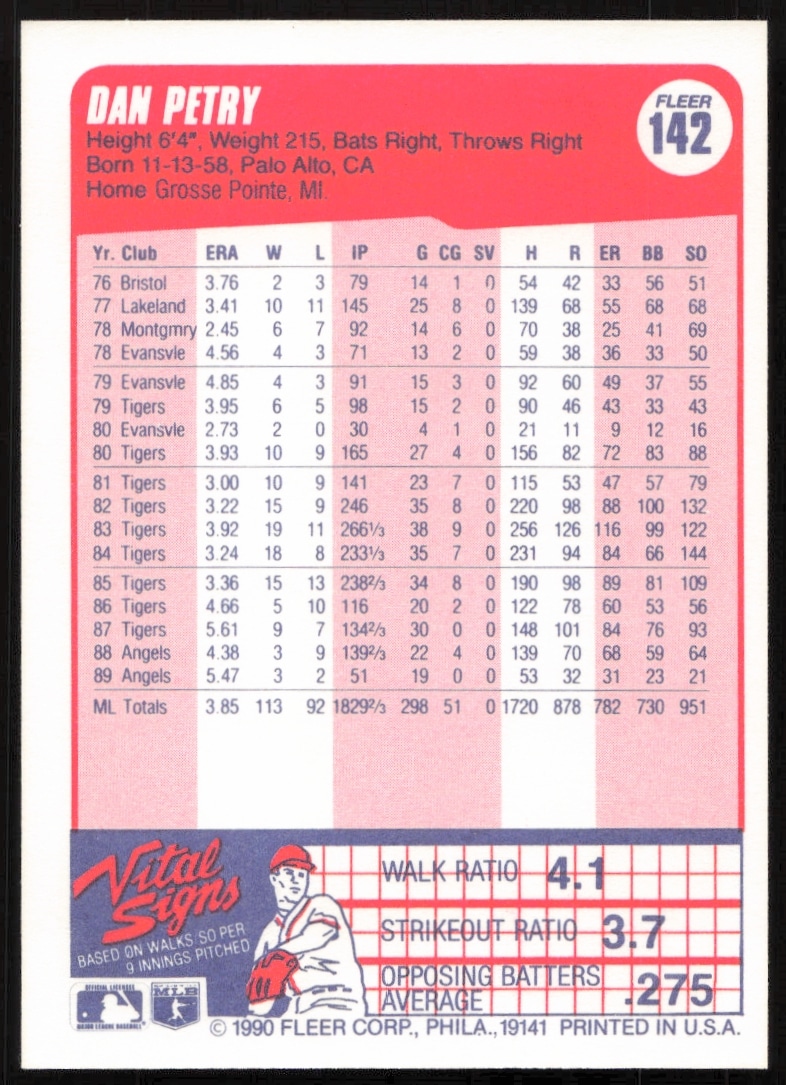 DAN PETRY
FLEER
142
Height 6'4", Weight 215, Bats Right, Throws Right
Born 11-13-58, Palo Alto, CA
Home Grosse Pointe, MI.
Yr. Club ERA W L IP G CG SV H R ER BB SO
76 Bristol 3.76 2 3 79 14 1 0 54 42 33 56 51
77 Lakeland 3.41 10 11 145 25 8 0 139 68 55 68 68
78 Montgmry 2.45 6 7 92 14 6 0 70 38 25 41 69
78 Evansvle 4.56 4 3 71 13 2 0 59 38 36 33 50
79 Evansvle 4.85 4 3 91 15 3 0 92 60 49 37 55
79 Tigers 3.95 6 5 98 15 2 0 90 46 43 33 43
80 Evansvle 2.73 2 0 30 4 1 0 21 11 9 12 16
80 Tigers 3.93 10 9 165 27 4 0 156 82 72 83 88
81 Tigers 3.00 10 9 141 23 7 0 115 53 47 57 79
82 Tigers 3.22 15 9 246 35 8 0 220 98 88 100 132
83 Tigers 3.92 19 11 266⅓ 38 9 0 256 126 116 99 122
84 Tigers 3.24 18 8 233⅓ 35 7 0 231 94 84 66 144
85 Tigers 3.36 15 13 238⅔ 34 8 0 190 98 89 81 109
86 Tigers 4.66 5 10 116 20 2 0 122 78 60 53 56
87 Tigers 5.61 9 7 134⅔ 30 0 0 148 101 84 76 93
88 Angels 4.38 3 9 139⅔ 22 4 0 139 70 68 59 64
89 Angels 5.47 3 2 51 19 0 0 53 32 31 23 21
ML Totals 3.85 113 92 1829⅔ 298 51 0 1720 878 782 730 951
Vital
Signs
BASED ON WALKS/SO PER
9 INNINGS PITCHED
WALK RATIO 4.1
STRIKEOUT RATIO 3.7
OPPOSING BATTERS
AVERAGE .275
OFFICIAL LICENSEE
MAJOR LEAGUE BASEBALL
MLB
© 1990 FLEER CORP., PHILA., 19141 PRINTED IN U.S.A.